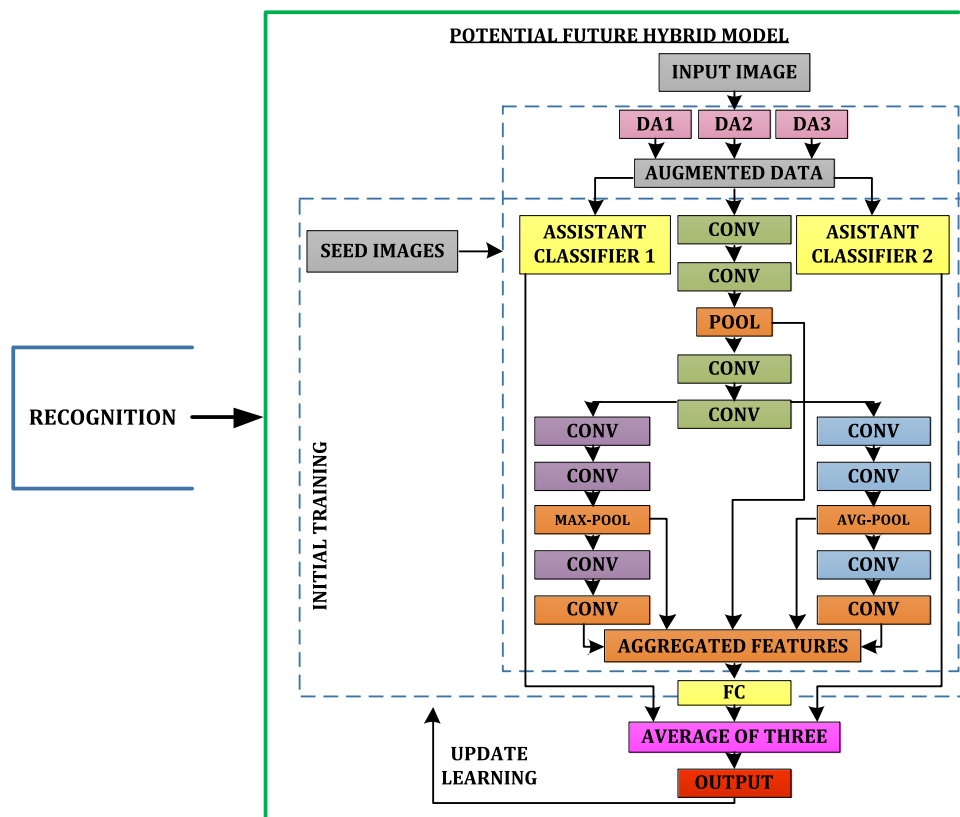 POTENTIAL FUTURE HYBRID MODEL
INPUT IMAGE
DA1
DA2
DA3
AUGMENTED DATA
SEED IMAGES
ASSISTANT
CLASSIFIER 1
CONV
ASISTANT
CLASSIFIER 2
CONV
POOL
CONV
CONV
CONV
CONV
MAX-POOL
CONV
CONV
CONV
CONV
AVG-POOL
CONV
CONV
RECOGNITION
INITIAL TRAINING
AGGREGATED FEATURES
FC
AVERAGE OF THREE
UPDATE
LEARNING
OUTPUT